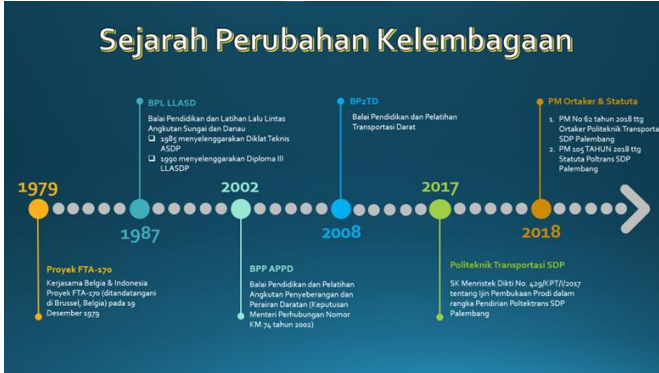 Sejarah Perubahan Kelembagaan
1979
Proyek FTA-170
Kerjasama Belgia & Indonesia
Proyek FTA-170 (ditandatangani
di Brussel, Belgia) pada 19
Desember 1979
BPL LLASD
Balai Pendidikan dan Latihan Lalu Lintas
Angkutan Sungai dan Danau
1985 menyelenggarakan Diklat Teknis
ASDP
1990 menyelenggarakan Diploma III
LLASDP
1987
2002
BPP APPD
Balai Pendidikan dan Pelatihan
Angkutan Penyeberangan dan
Perairan Daratan (Keputusan
Menteri Perhubungan Nomor
KM.74 tahun 2002)
BP2TD
Balai Pendidikan dan Pelatihan
Transportasi Darat
2008
2017
Politeknik Transportasi SDP
SK Menristek Dikti No. 429/KPT/I/2017
tentang Ijin Pembukaan Prodi dalam
rangka Pendirian Poltektrans SDP
Palembang
PM Ortaker & Statuta
1. PM No 62 tahun 2018 ttg
Ortaker Politeknik Transporta
SDP Palembang
2. PM 105 TAHUN 2018 ttg
Statuta Poltrans SDP
Palembang
2018